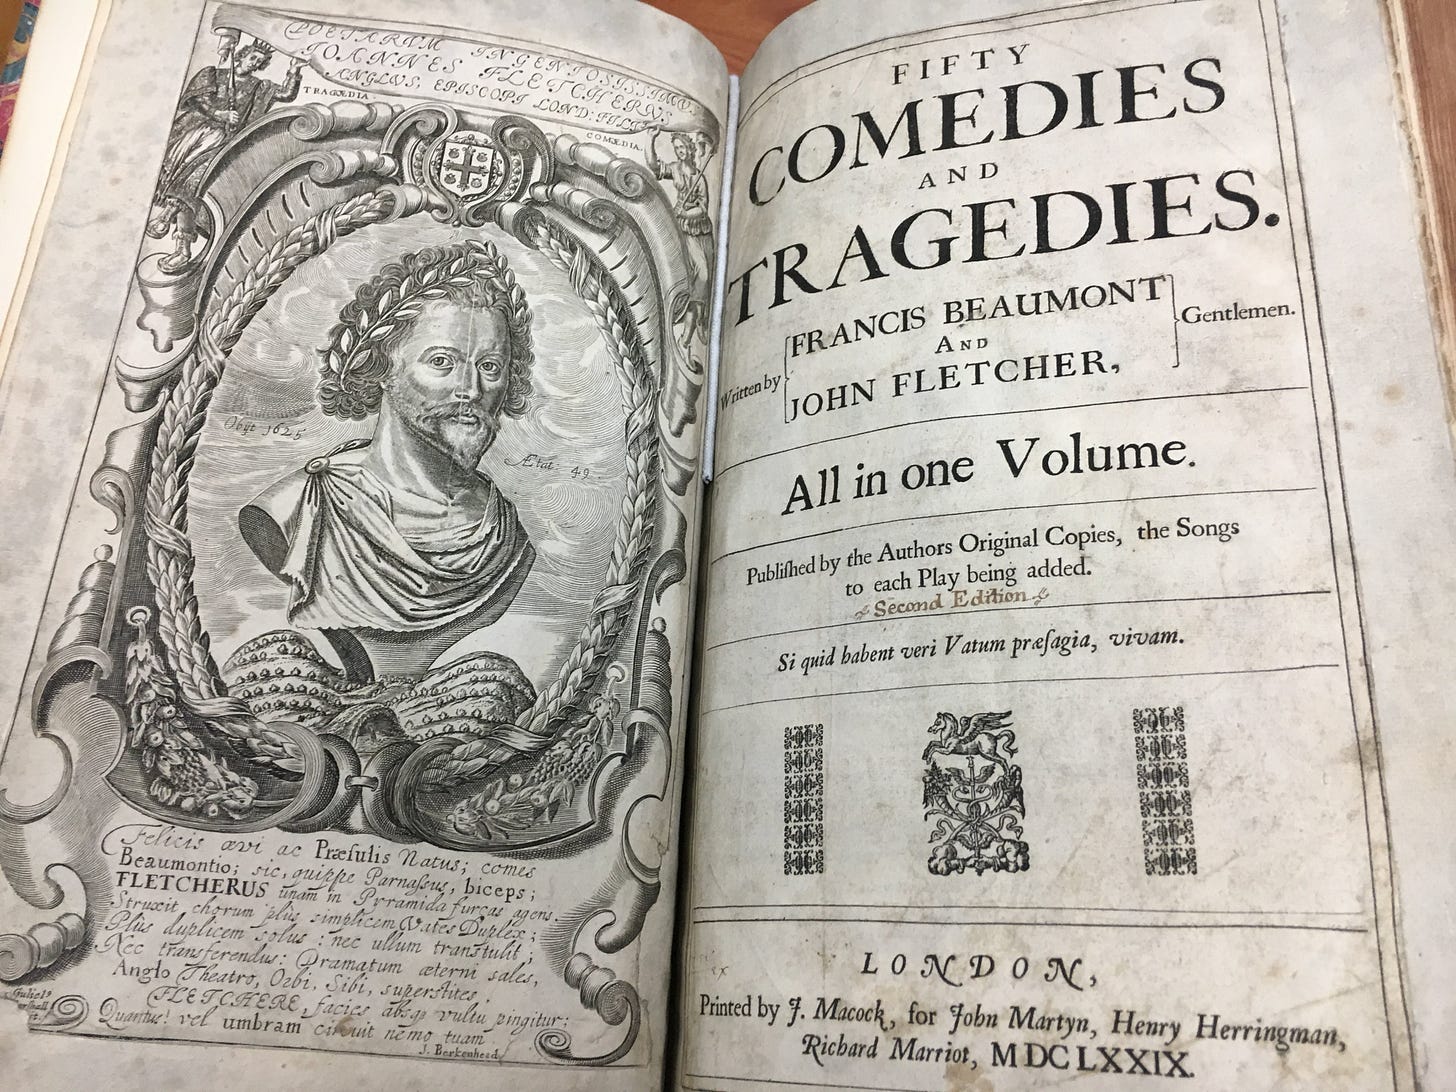 POETARUM INGENIOSISSIMUS
IOANNES FLETCHERUS
ANGLUS, EPISCOPI LOND: FILI
TRAGŒDIA
COMŒDIA.
Obijt 1625
Ætat: 49
Felicis ævi ac Præsulis Natus; comes
Beaumontio; sic, quippe Parnassus, biceps;
FLETCHERUS unam in Pyramida furcas agens.
Struxit chorum plùs simplicem Vates Duplex;
Plùs duplicem solus: nec ullum transtulit;
Nec transferendus: Dramatum æterni sales,
Anglo Theatro, Orbi, Sibi, superstites.
FLETCHERE, facies absqꝫ vultu pingitur;
Quantus! vel umbram circuit nemo tuam
J. Berkenhead
FIFTY
COMEDIES
AND
TRAGEDIES.
Written by
FRANCIS BEAUMONT
AND
JOHN FLETCHER,
Gentlemen.
All in one Volume.
Publiſhed by the Authors Original Copies, the Songs
to each Play being added.
Second Edition
Si quid habent veri Vatum præſagia, vivam.
LONDON,
Printed by J. Macock, for John Martyn, Henry Herringman,
Richard Marriot, MDCLXXIX.